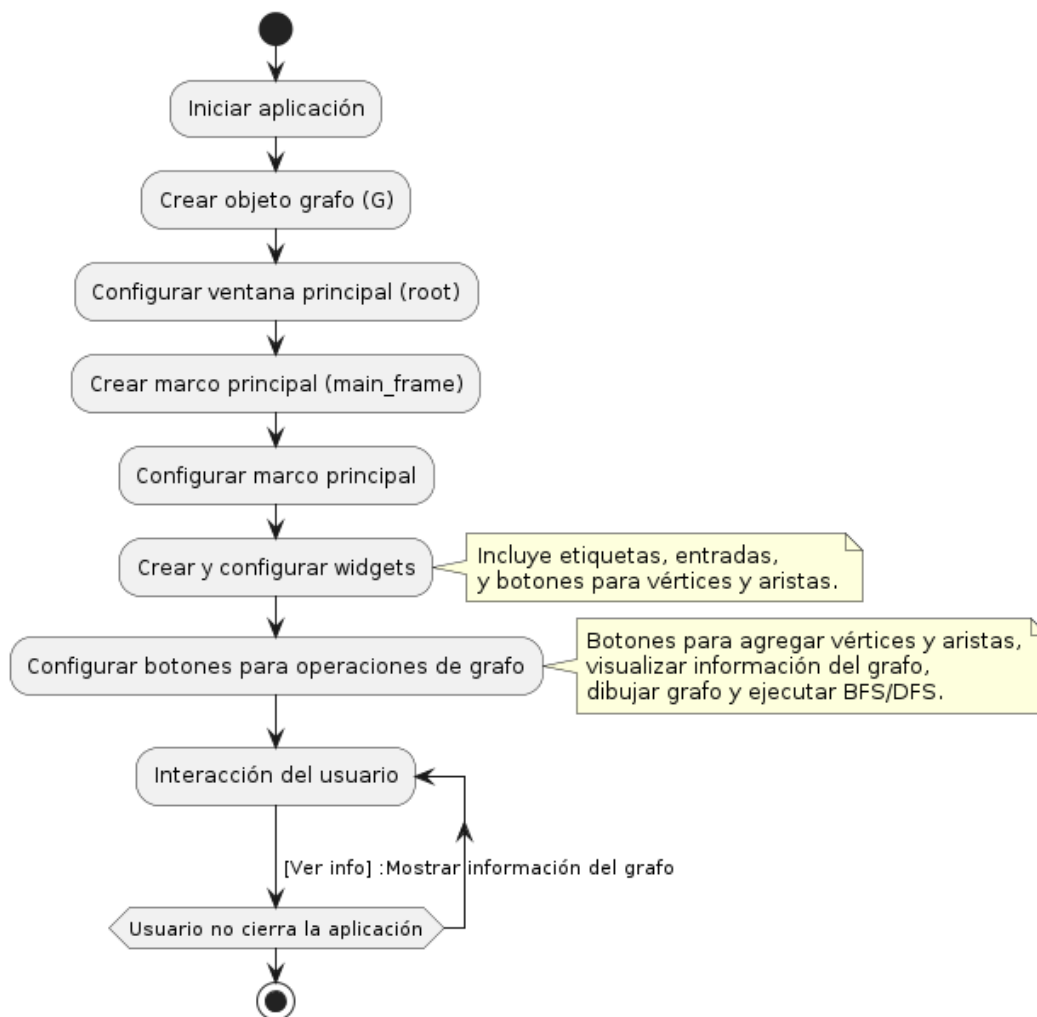 Iniciar aplicación
Crear objeto grafo (G)
Configurar ventana principal (root)
Crear marco principal (main_frame)
Configurar marco principal
Crear y configurar widgets
Incluye etiquetas, entradas,
y botones para vértices y aristas.
Configurar botones para operaciones de grafo
Botones para agregar vértices y aristas,
visualizar información del grafo,
dibujar grafo y ejecutar BFS/DFS.
Interacción del usuario
[Ver info] :Mostrar información del grafo
Usuario no cierra la aplicación